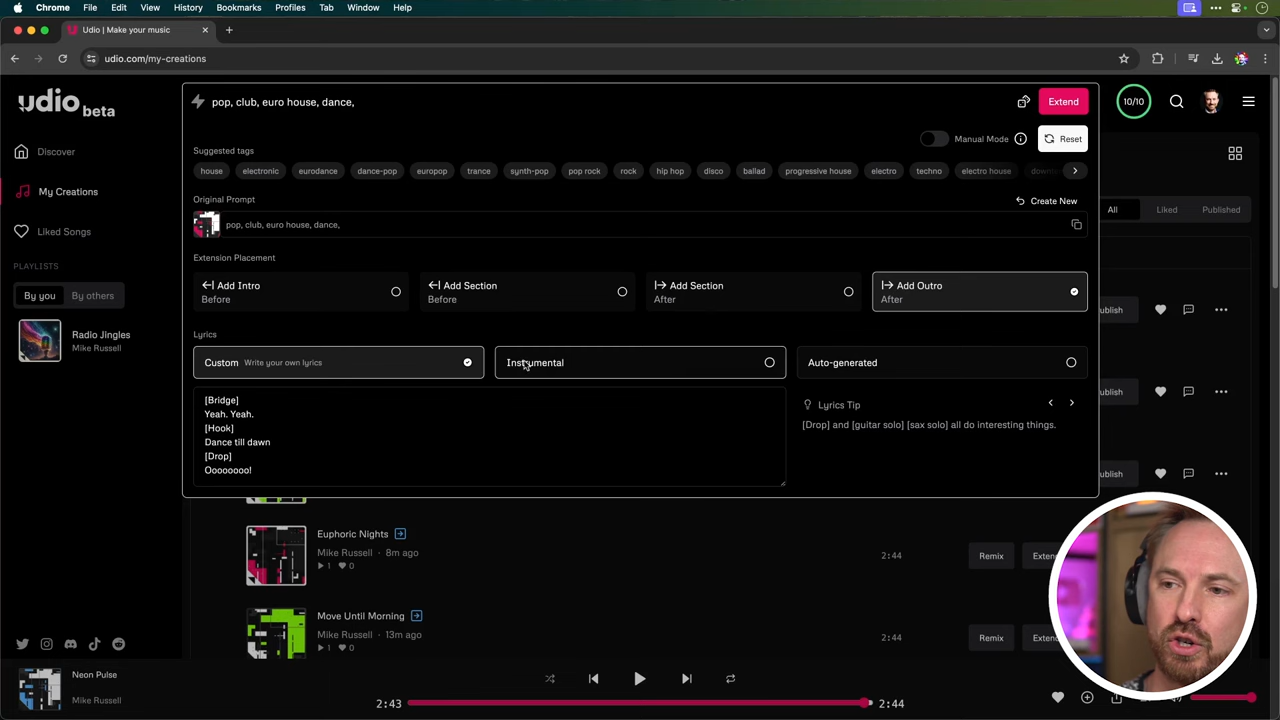 Chrome File Edit View History Bookmarks Profiles Tab Window Help
Udio | Make your music
udio.com/my-creations
udio beta
pop, club, euro house, dance,
Extend
10/10
Discover
Manual Mode
Reset
Suggested tags
house electronic eurodance dance-pop europop trance synth-pop pop rock rock hip hop disco ballad progressive house electro techno electro house
My Creations
Original Prompt
Create New
All Liked Published
pop, club, euro house, dance,
Liked Songs
Extension Placement
PLAYLISTS
By you By others
Add Intro
Before
Add Section
Before
Add Section
After
Add Outro
After
Radio Jingles
Mike Russell
Lyrics
Custom Write your own lyrics
Instrumental
Auto-generated
[Bridge]
Yeah. Yeah.
[Hook]
Dance till dawn
[Drop]
Oooooooo!
Lyrics Tip
[Drop] and [guitar solo] [sax solo] all do interesting things.
Euphoric Nights
Mike Russell · 8m ago
1 0
2:44
Remix
Move Until Morning
Mike Russell · 13m ago
1 0
2:44
Remix
Neon Pulse
Mike Russell
2:43
2:44